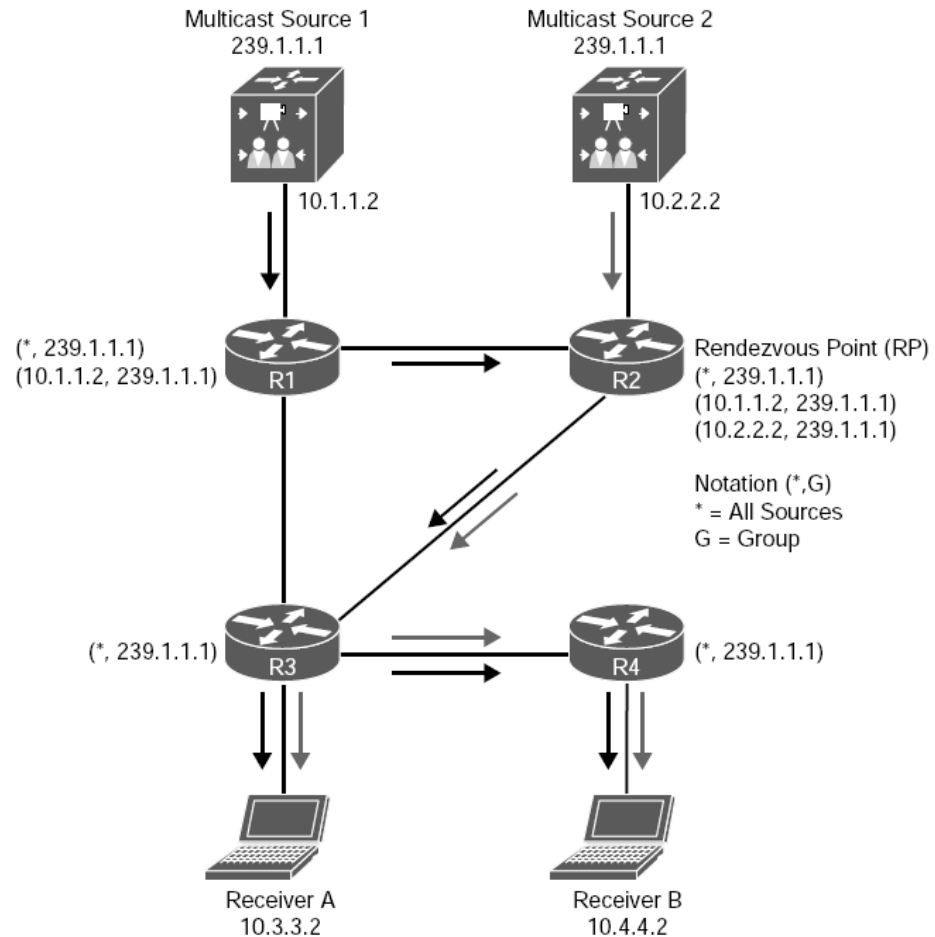 Multicast Source 1
239.1.1.1
Multicast Source 2
239.1.1.1
10.1.1.2
10.2.2.2
(*, 239.1.1.1)
(10.1.1.2, 239.1.1.1)
R1
R2
Rendezvous Point (RP)
(*, 239.1.1.1)
(10.1.1.2, 239.1.1.1)
(10.2.2.2, 239.1.1.1)
Notation (*,G)
* = All Sources
G = Group
(*, 239.1.1.1)
R3
R4
(*, 239.1.1.1)
Receiver A
10.3.3.2
Receiver B
10.4.4.2